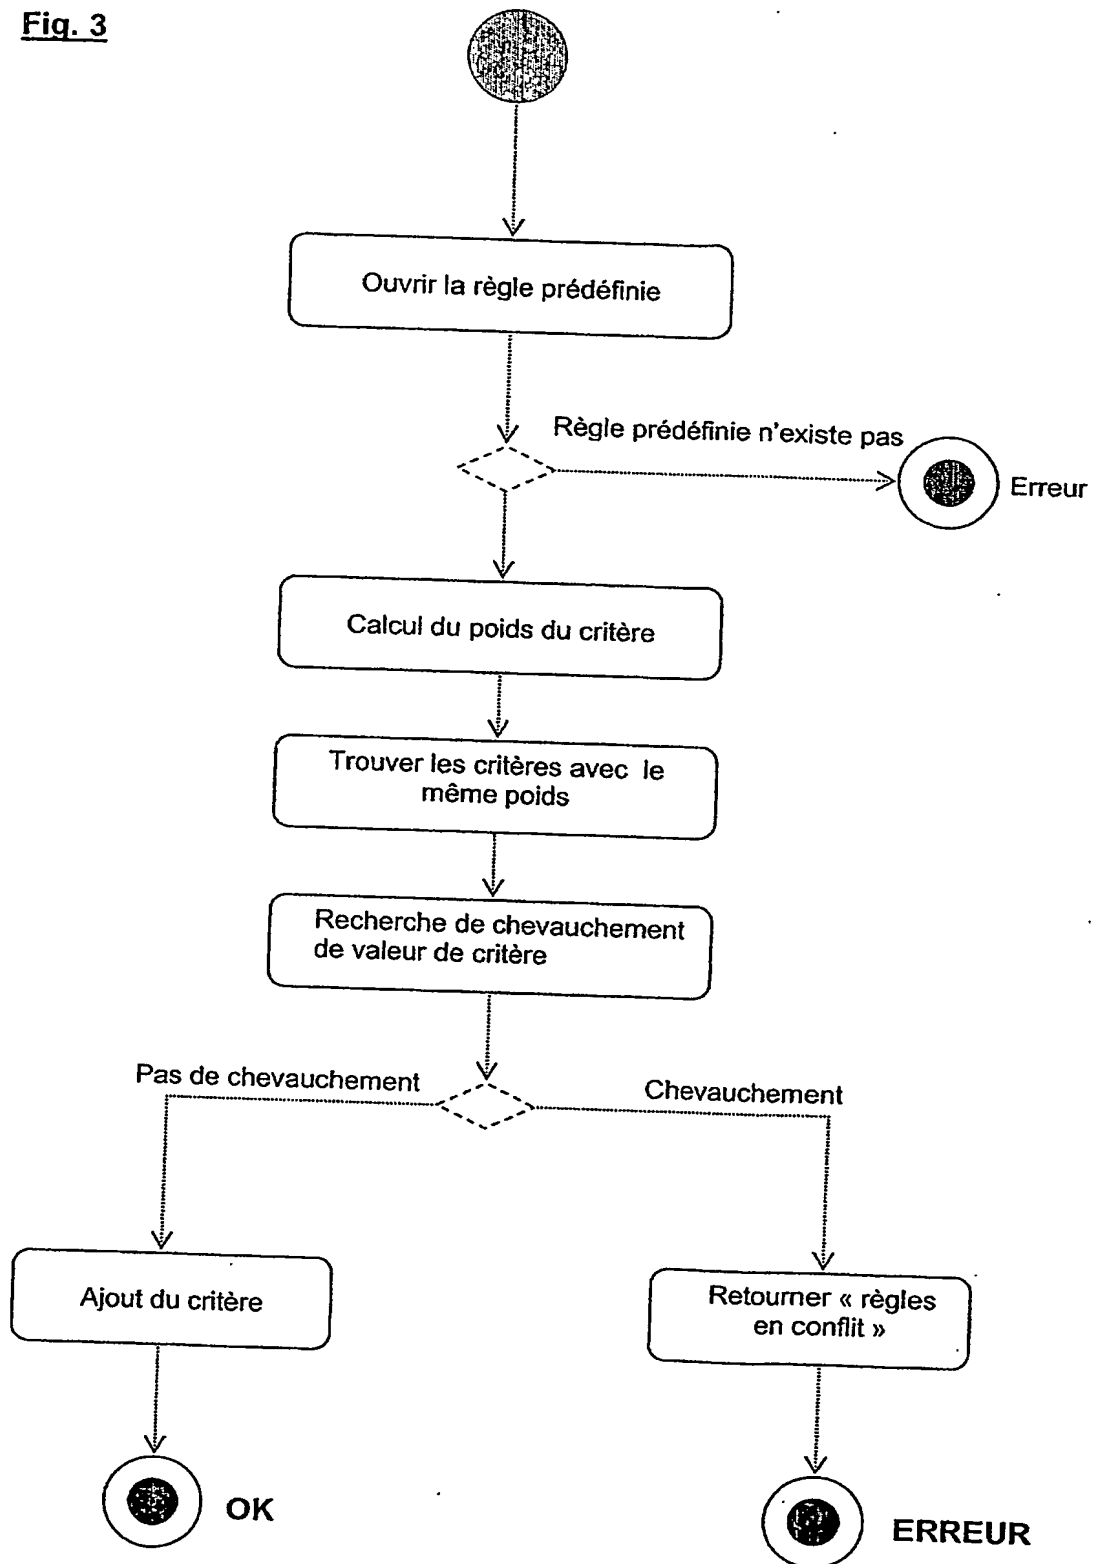 Fig. 3
Ouvrir la règle prédéfinie
Règle prédéfinie n'existe pas
Erreur
Calcul du poids du critère
Trouver les critères avec le
même poids
Recherche de chevauchement
de valeur de critère
Pas de chevauchement
Chevauchement
Ajout du critère
Retourner « règles
en conflit »
OK
ERREUR